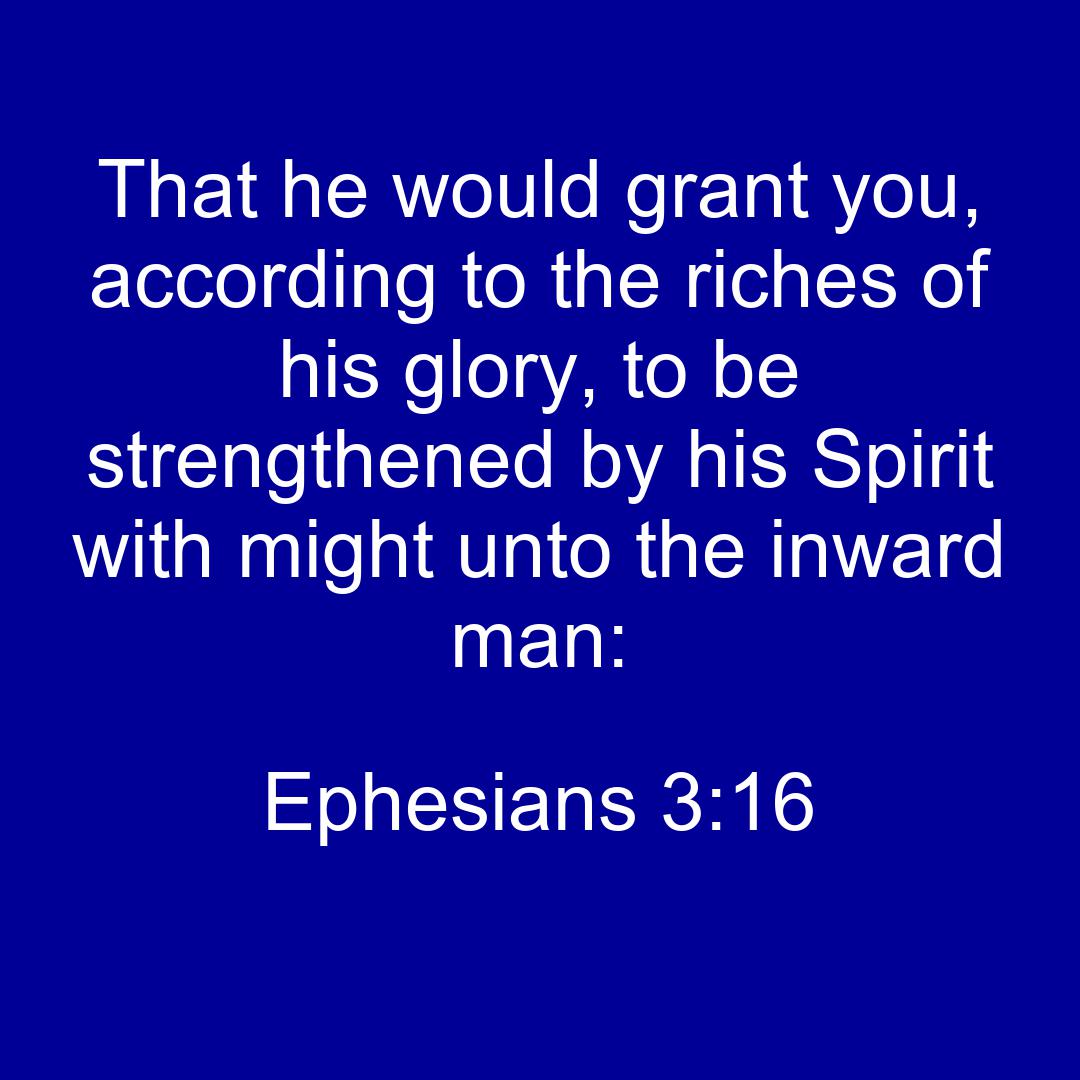 That he would grant you,
according to the riches of
his glory, to be
strengthened by his Spirit
with might unto the inward
man:
Ephesians 3:16